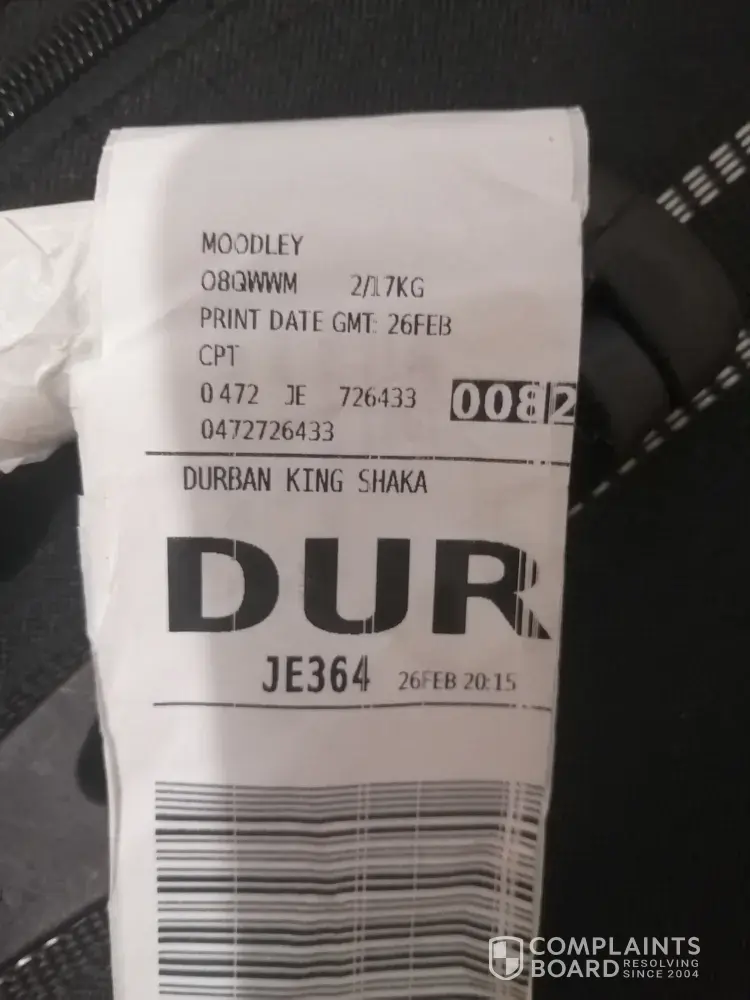 MOODLEY
O8QWWM 2/17KG
PRINT DATE GMT: 26FEB
CPT
0472 JE 726433 0082
0472726433
DURBAN KING SHAKA
DUR
JE364 26FEB 20:15
COMPLAINTS
BOARD RESOLVING
SINCE 2004